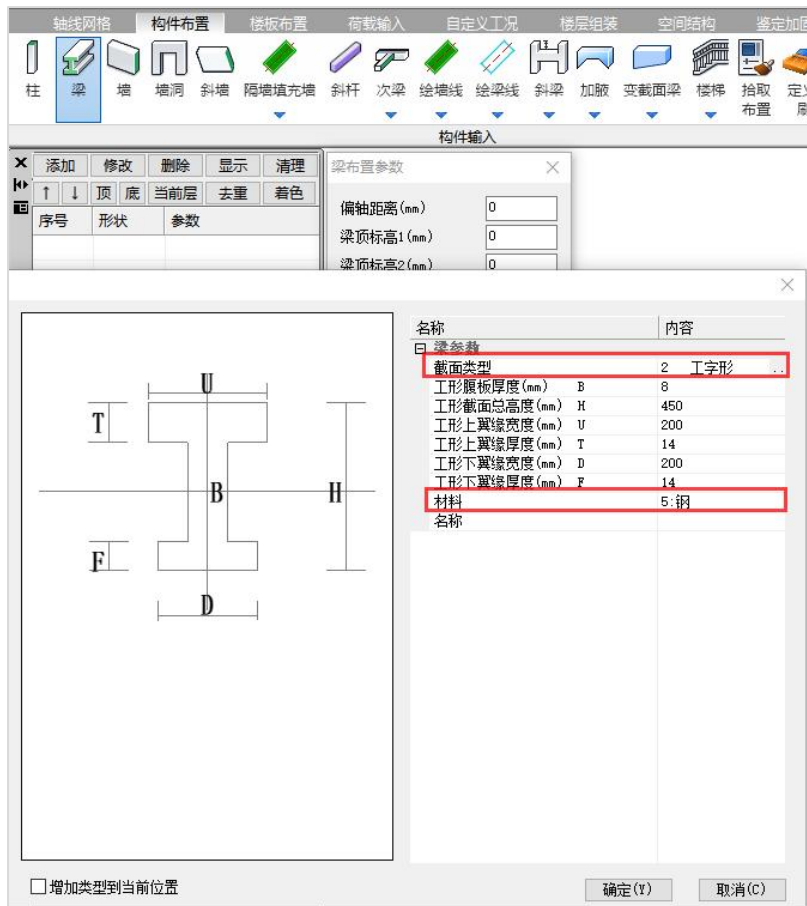 轴线网格 构件布置 楼板布置 荷载输入 自定义工况 楼层组装 空间结构 鉴定加固
柱 梁 墙 墙洞 斜墙 隔墙填充墙 斜杆 次梁 绘墙线 绘梁线 斜梁 加腋 变截面梁 楼梯 拾取
布置
构件输入
添加 修改 删除 显示 清理
↑ ↓ 顶 底 当前层 去重 着色
序号 形状 参数
梁布置参数
偏轴距离(mm) 0
梁顶标高1(mm) 0
梁顶标高2(mm) 0
U
T
B
H
F
D
名称 内容
梁参数
截面类型 2 工字形 ..
工形腹板厚度(mm) B 8
工形截面总高度(mm) H 450
工形上翼缘宽度(mm) U 200
工形上翼缘厚度(mm) T 14
工形下翼缘宽度(mm) D 200
工形下翼缘厚度(mm) F 14
材料 5:钢
名称
增加类型到当前位置
确定(Y) 取消(C)